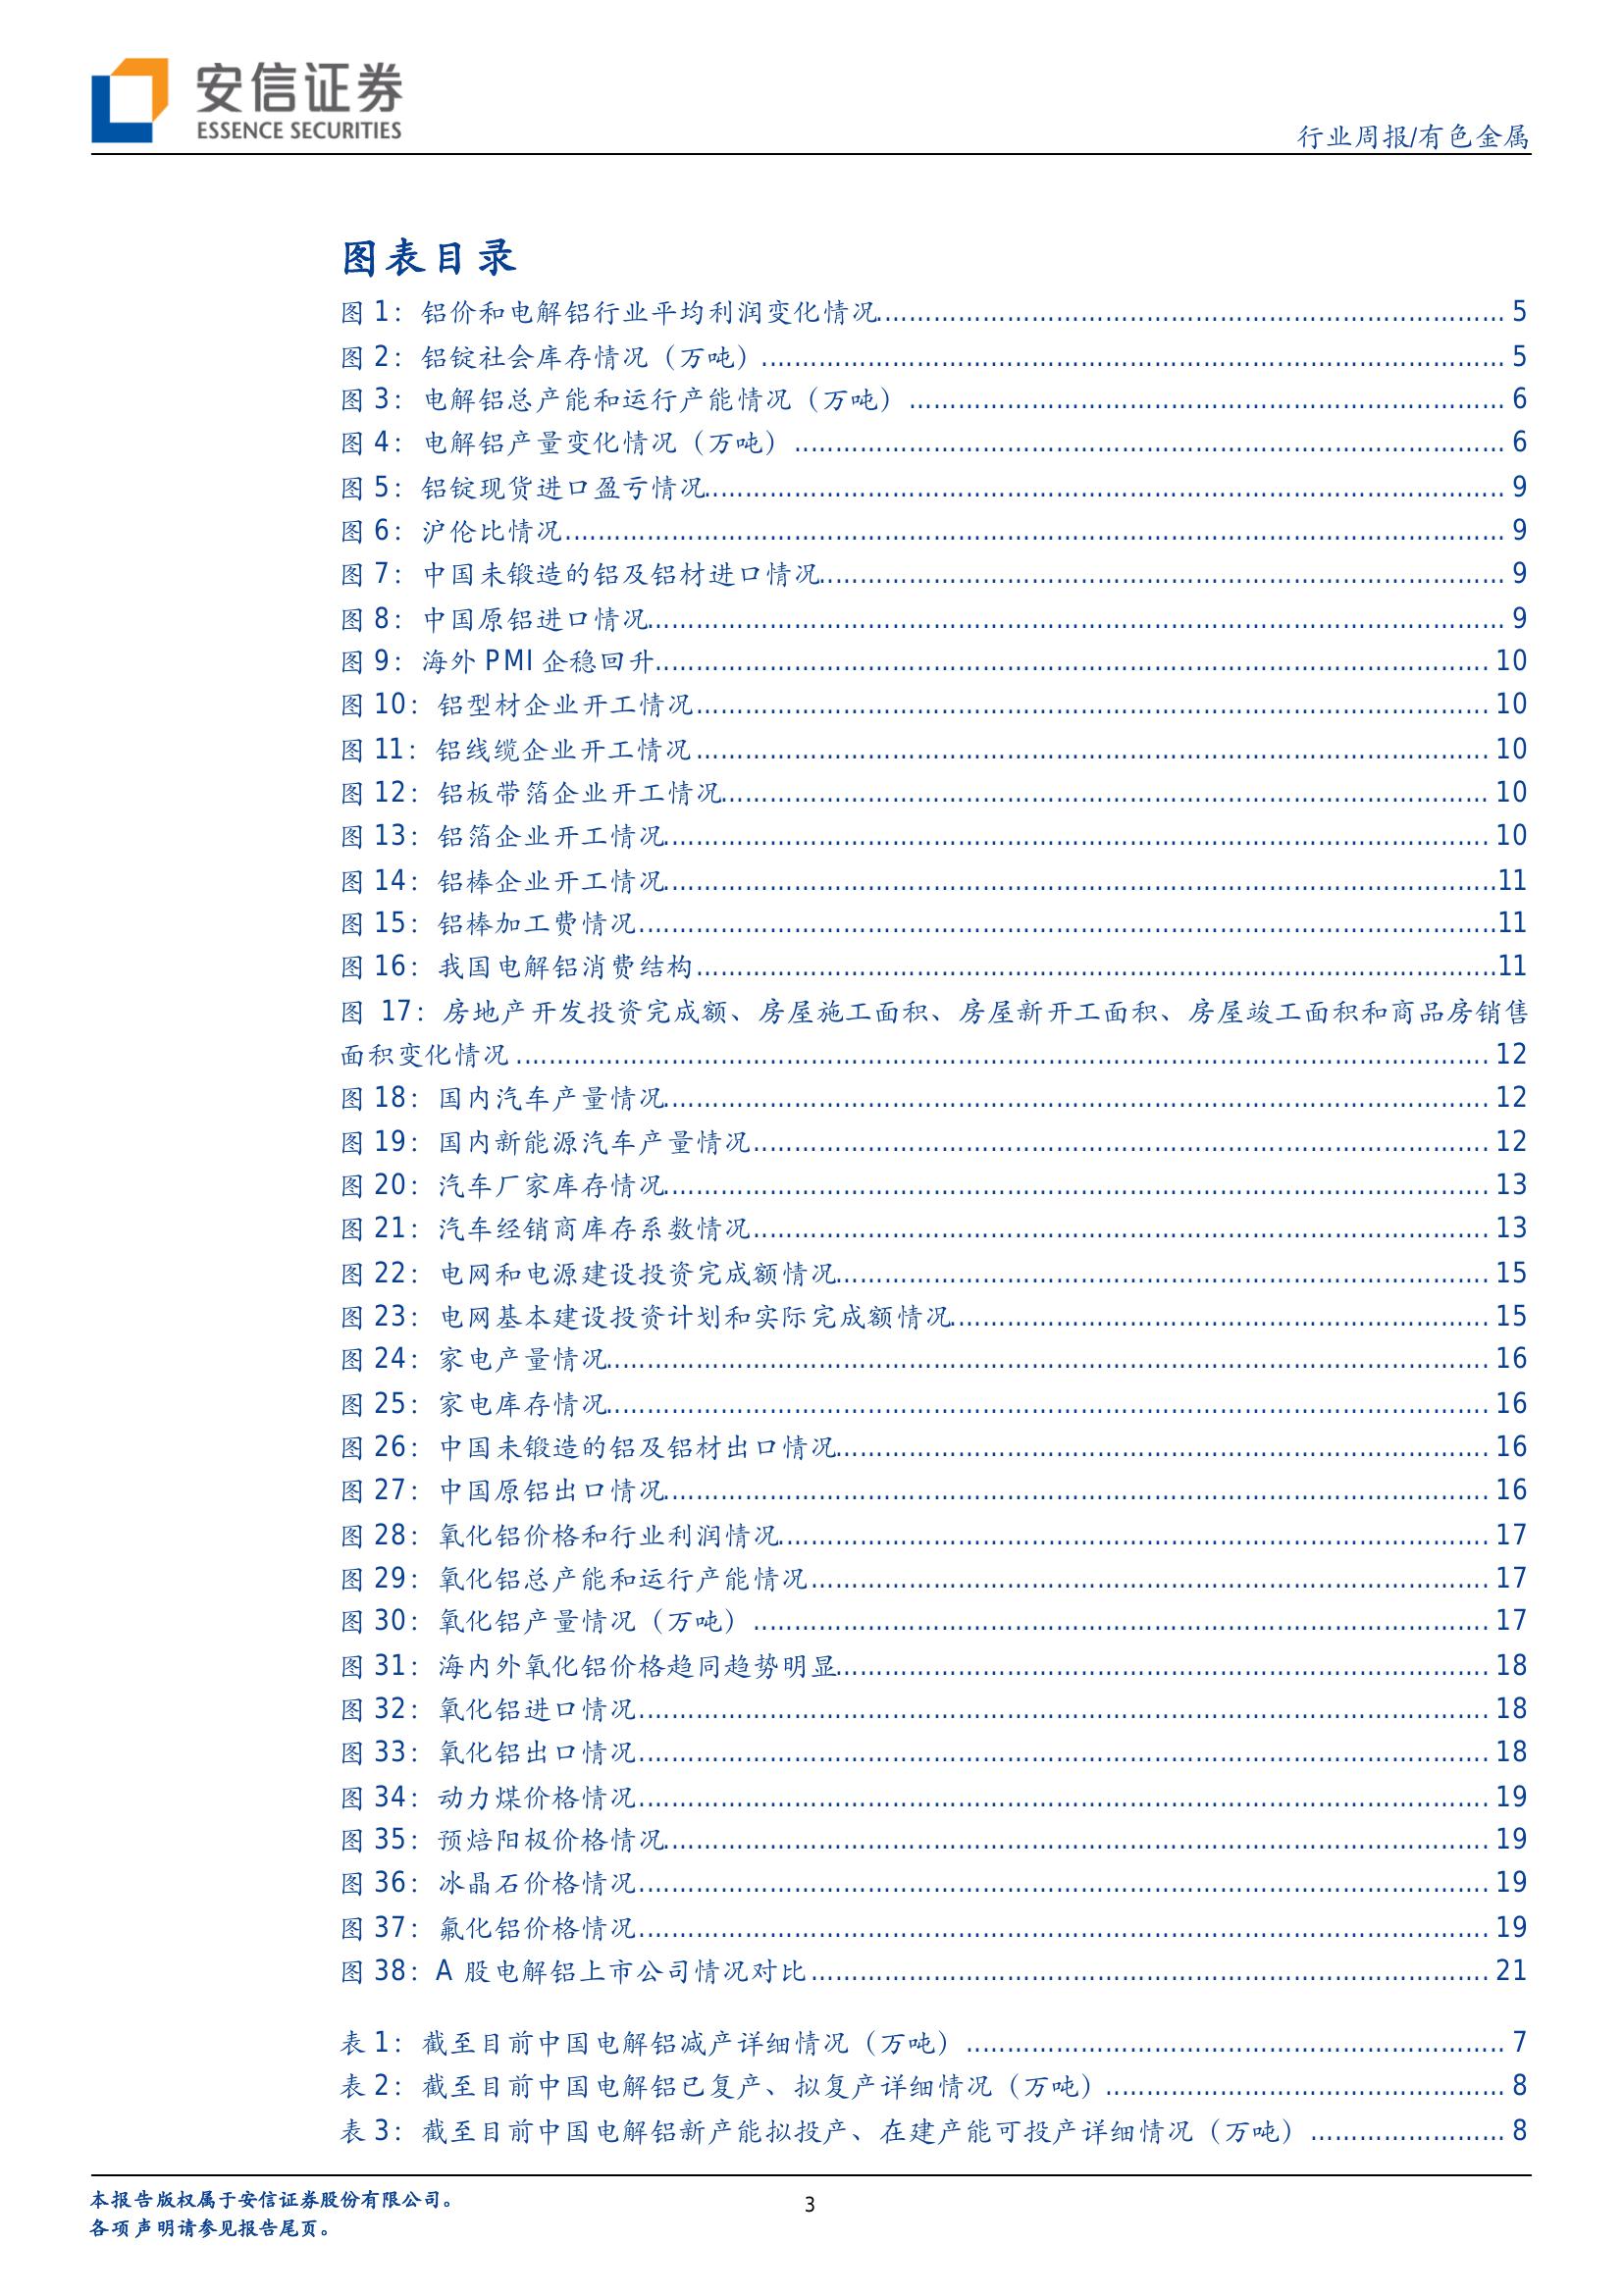 安信证券
ESSENCE SECURITIES
行业周报/有色金属
图表目录
图 1：铝价和电解铝行业平均利润变化情况 5
图 2：铝锭社会库存情况（万吨） 5
图 3：电解铝总产能和运行产能情况（万吨） 6
图 4：电解铝产量变化情况（万吨） 6
图 5：铝锭现货进口盈亏情况 9
图 6：沪伦比情况 9
图 7：中国未锻造的铝及铝材进口情况 9
图 8：中国原铝进口情况 9
图 9：海外 PMI 企稳回升 10
图 10：铝型材企业开工情况 10
图 11：铝线缆企业开工情况 10
图 12：铝板带箔企业开工情况 10
图 13：铝箔企业开工情况 10
图 14：铝棒企业开工情况 11
图 15：铝棒加工费情况 11
图 16：我国电解铝消费结构 11
图 17：房地产开发投资完成额、房屋施工面积、房屋新开工面积、房屋竣工面积和商品房销售
面积变化情况 12
图 18：国内汽车产量情况 12
图 19：国内新能源汽车产量情况 12
图 20：汽车厂家库存情况 13
图 21：汽车经销商库存系数情况 13
图 22：电网和电源建设投资完成额情况 15
图 23：电网基本建设投资计划和实际完成额情况 15
图 24：家电产量情况 16
图 25：家电库存情况 16
图 26：中国未锻造的铝及铝材出口情况 16
图 27：中国原铝出口情况 16
图 28：氧化铝价格和行业利润情况 17
图 29：氧化铝总产能和运行产能情况 17
图 30：氧化铝产量情况（万吨） 17
图 31：海内外氧化铝价格趋同趋势明显 18
图 32：氧化铝进口情况 18
图 33：氧化铝出口情况 18
图 34：动力煤价格情况 19
图 35：预焙阳极价格情况 19
图 36：冰晶石价格情况 19
图 37：氟化铝价格情况 19
图 38：A 股电解铝上市公司情况对比 21
表 1：截至目前中国电解铝减产详细情况（万吨） 7
表 2：截至目前中国电解铝已复产、拟复产详细情况（万吨） 8
表 3：截至目前中国电解铝新产能拟投产、在建产能可投产详细情况（万吨） 8
本报告版权属于安信证券股份有限公司。
3
各项声明请参见报告尾页。